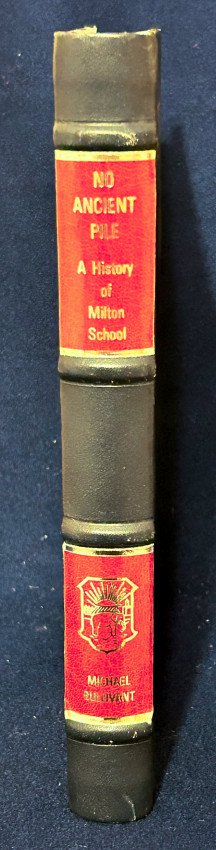 NO
ANCIENT
PILE
A History
of
Milton
School
MICHAEL
BULLIVANT